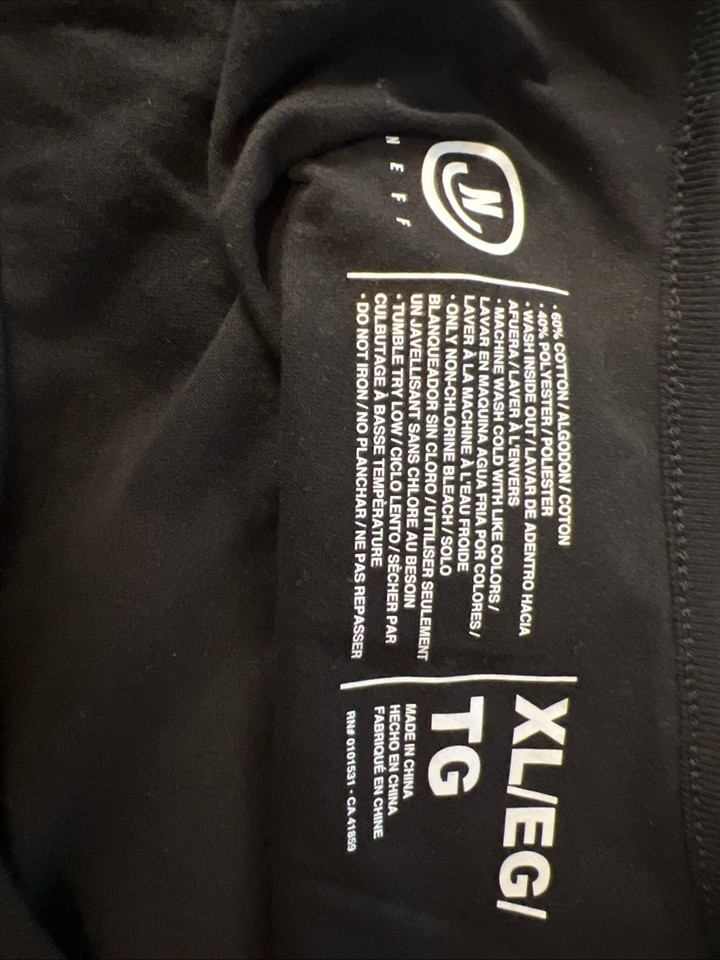 N
NEFF
• 60% COTTON / ALGODON / COTON
• 40% POLYESTER / POLIESTER
• WASH INSIDE OUT / LAVAR DE ADENTRO HACIA
AFUERA / LAVER À L'ENVERS
• MACHINE WASH COLD WITH LIKE COLORS /
LAVAR EN MAQUINA AGUA FRIA POR COLORES /
LAVER À LA MACHINE À L'EAU FROIDE
• ONLY NON-CHLORINE BLEACH / SOLO
BLANQUEADOR SIN CLORO / UTTILISER SEULEMENT
UN JAVELLISANT SANS CHLORE AU BESOIN
• TUMBLE TRY LOW / CICLO LENTO / SÈCHER PAR
CULBUTAGE À BASSE TEMPÈRATURE
• DO NOT IRON / NO PLANCHAR / NE PAS REPASSER
XL/EG/
TG
MADE IN CHINA
HECHO EN CHINA
FABRIQUÉ EN CHINE
RN# 0101531 • CA 41859